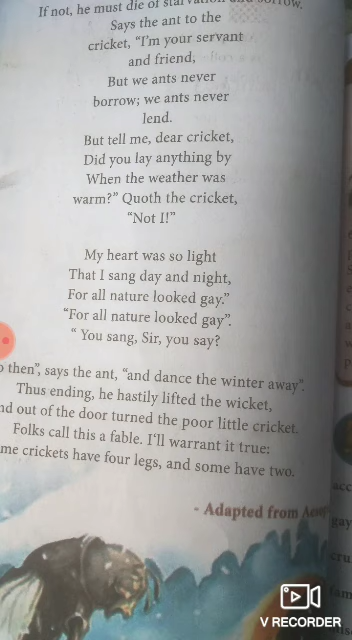 If not, he must die of starvation and sorrow.
Says the ant to the
cricket, “I'm your servant
and friend,
But we ants never
borrow; we ants never
lend.
But tell me, dear cricket,
Did you lay anything by
When the weather was
warm?” Quoth the cricket,
“Not I!”
My heart was so light
That I sang day and night,
For all nature looked gay.”
“For all nature looked gay”.
“ You sang, Sir, you say?
then”, says the ant, “and dance the winter away”.
Thus ending, he hastily lifted the wicket,
out of the door turned the poor little cricket.
Folks call this a fable. I'll warrant it true:
crickets have four legs, and some have two.
- Adapted from
V RECORDER